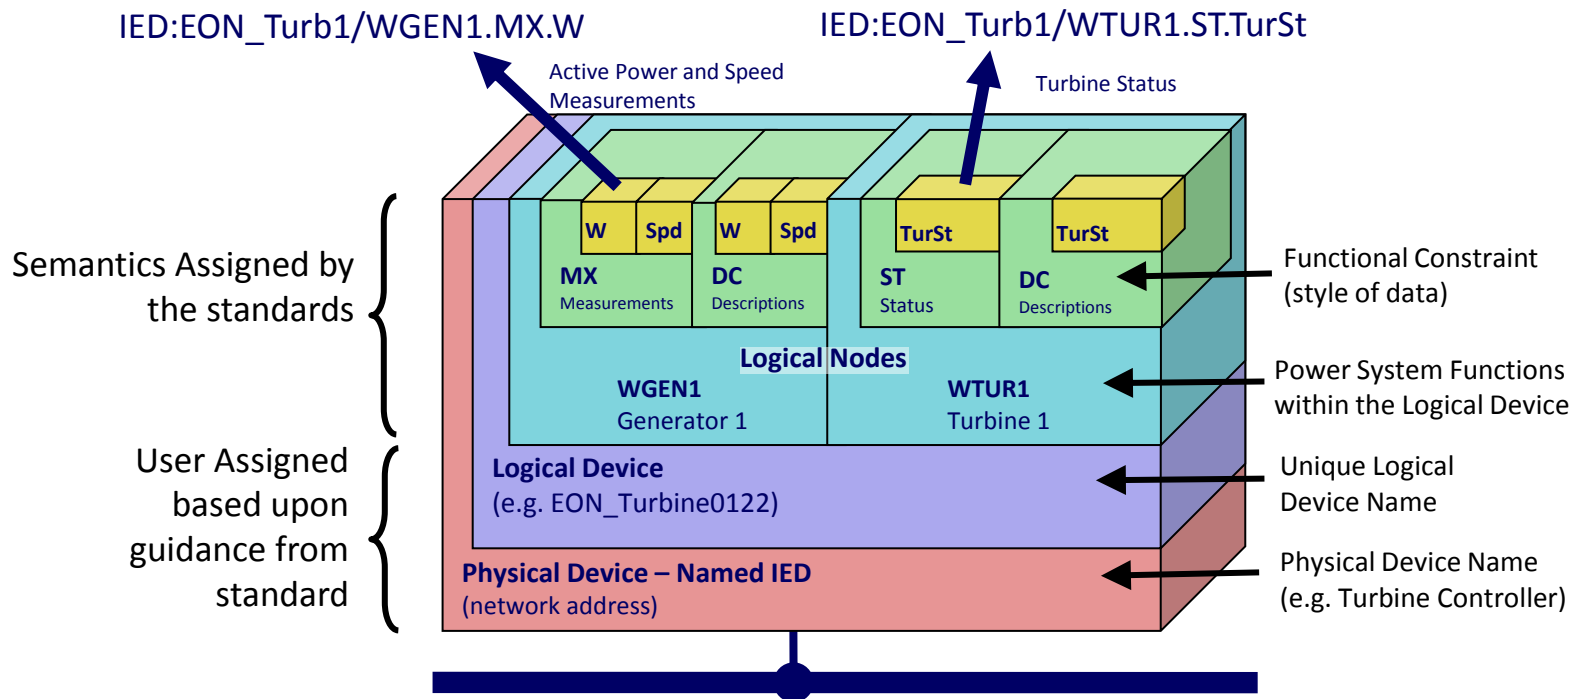 IED:EON_Turb1/WGEN1.MX.W
IED:EON_Turb1/WTUR1.ST.TurSt
Active Power and Speed
Measurements
Turbine Status
Semantics Assigned by
the standards
User Assigned
based upon
guidance from
standard
W
Spd
W
Spd
TurSt
TurSt
MX
Measurements
DC
Descriptions
ST
Status
DC
Descriptions
Logical Nodes
WGEN1
Generator 1
WTUR1
Turbine 1
Logical Device
(e.g. EON_Turbine0122)
Physical Device – Named IED
(network address)
Functional Constraint
(style of data)
Power System Functions
within the Logical Device
Unique Logical
Device Name
Physical Device Name
(e.g. Turbine Controller)